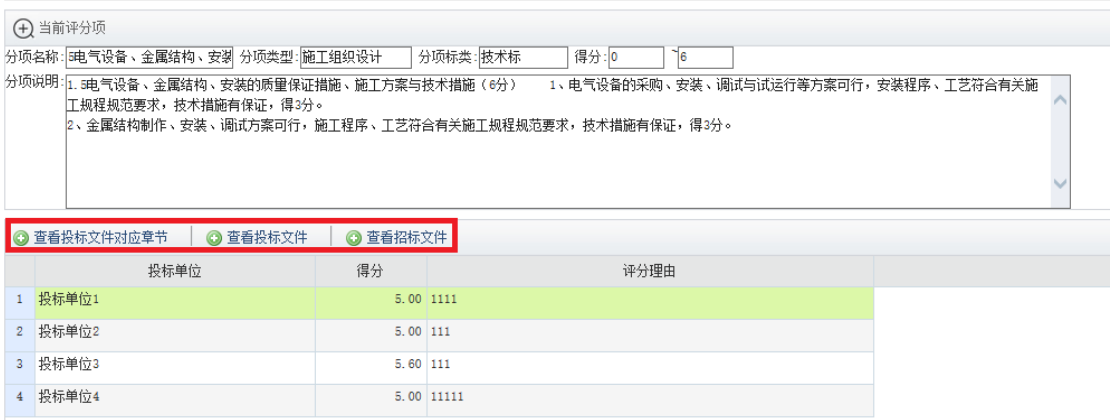 当前评分项
分项名称: 5电气设备、金属结构、安装 分项类型: 施工组织设计 分项标类: 技术标 得分: 0 ~ 6
分项说明: 1.5电气设备、金属结构、安装的质量保证措施、施工方案与技术措施（6分） 1、电气设备的采购、安装、调试与试运行等方案可行，安装程序、工艺符合有关施
工规程规范要求，技术措施有保证，得3分。
2、金属结构制作、安装、调试方案可行，施工程序、工艺符合有关施工规程规范要求，技术措施有保证，得3分。
查看投标文件对应章节 查看投标文件 查看招标文件
投标单位 得分 评分理由
1 投标单位1 5.00 1111
2 投标单位2 5.00 111
3 投标单位3 5.60 111
4 投标单位4 5.00 11111